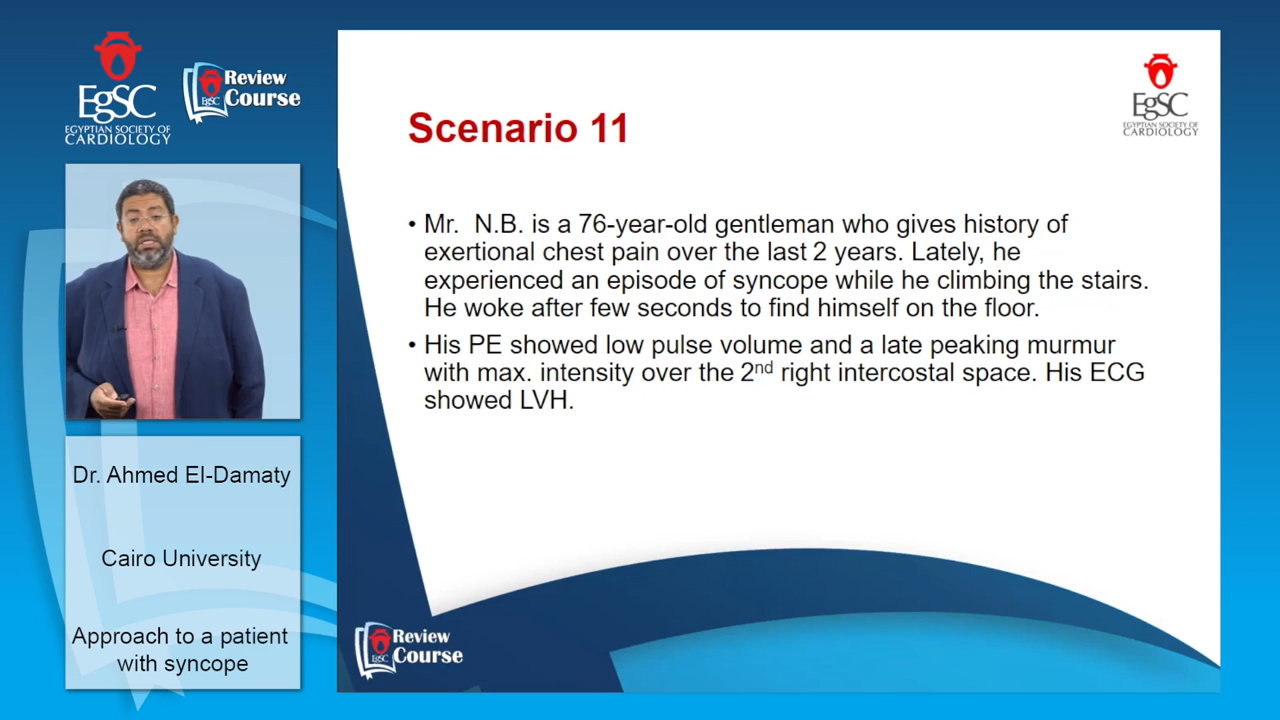 EgSC
EGYPTIAN SOCIETY OF
CARDIOLOGY
EgSC
Review
Course
Dr. Ahmed El-Damaty
Cairo University
Approach to a patient
with syncope
EgSC
EGYPTIAN SOCIETY OF
CARDIOLOGY
Scenario 11
• Mr. N.B. is a 76-year-old gentleman who gives history of
exertional chest pain over the last 2 years. Lately, he
experienced an episode of syncope while he climbing the stairs.
He woke after few seconds to find himself on the floor.
• His PE showed low pulse volume and a late peaking murmur
with max. intensity over the 2nd right intercostal space. His ECG
showed LVH.
EgSC
Review
Course